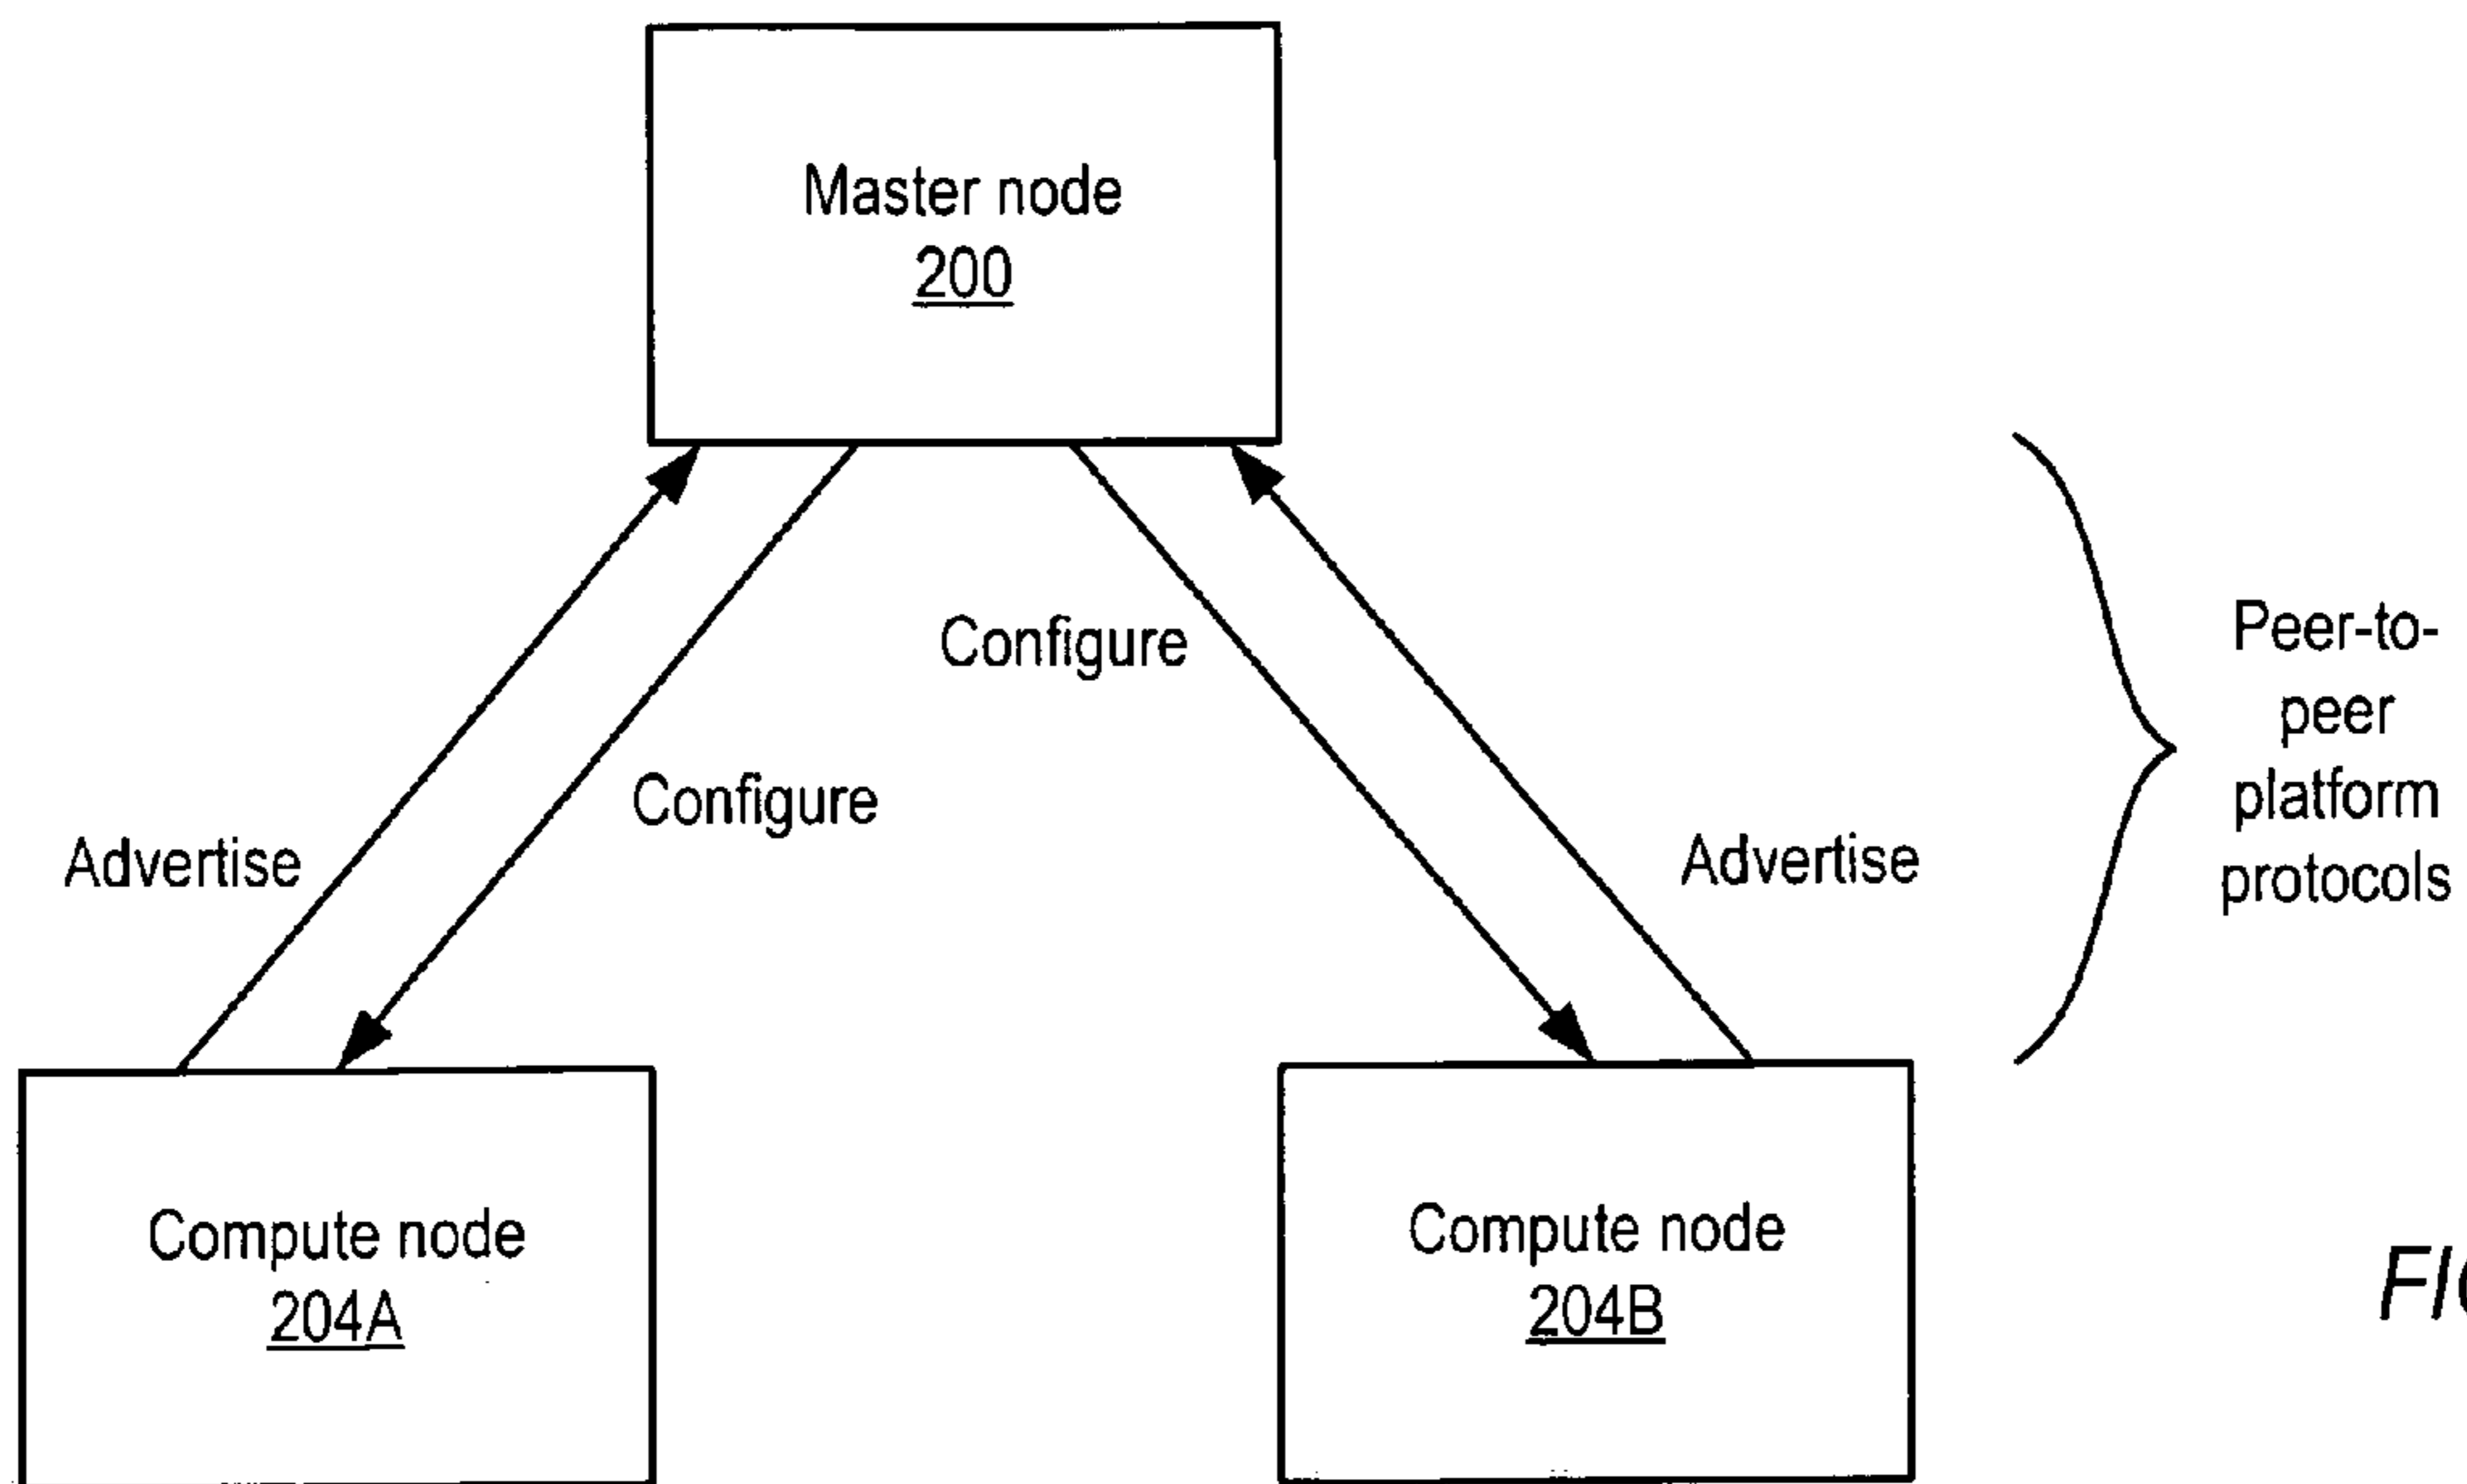 Master node
200
Configure
Configure
Advertise
Advertise
Peer-to-
peer
platform
protocols
Compute node
204A
Compute node
204B